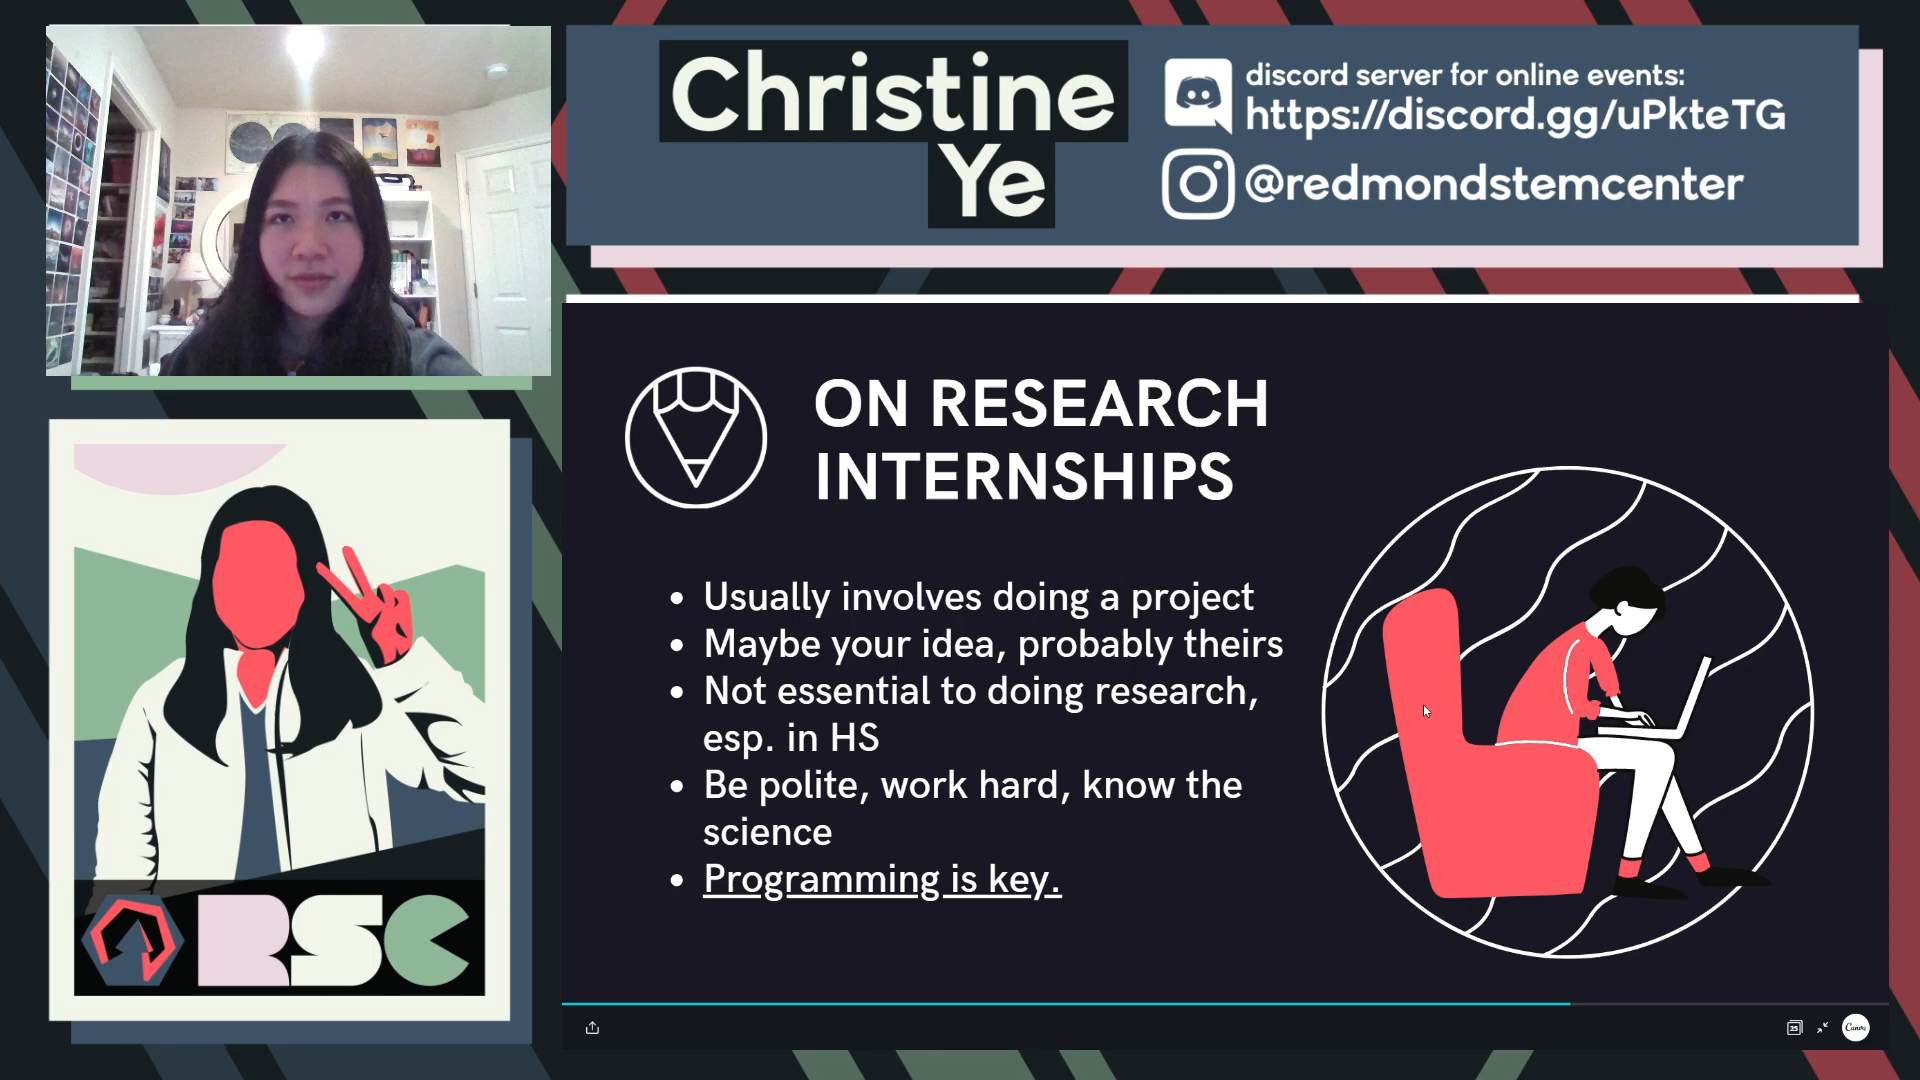 Christine
Ye
discord server for online events:
https://discord.gg/uPkteTG
@redmondstemcenter
ON RESEARCH
INTERNSHIPS
• Usually involves doing a project
• Maybe your idea, probably theirs
• Not essential to doing research,
esp. in HS
• Be polite, work hard, know the
science
• Programming is key.
RSC
25
Canva